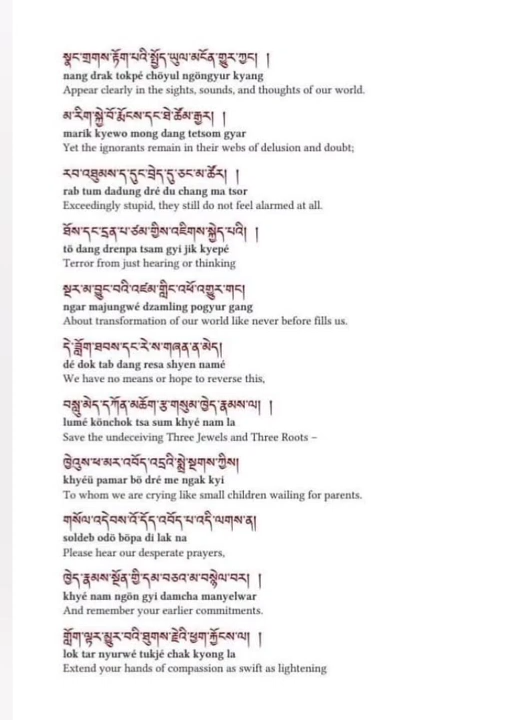 སྣང་གྲགས་རྟོག་པའི་སྤྱོད་ཡུལ་མངོན་གྱུར་ཀྱང། །
nang drak tokpé chöyul ngöngyur kyang
Appear clearly in the sights, sounds, and thoughts of our world.
མ་རིག་སྐྱེ་བོ་རྨོངས་དང་ཐེ་ཚོམ་རྒྱར། །
marik kyewo mong dang tetsom gyar
Yet the ignorants remain in their webs of delusion and doubt;
རབ་འཐུམས་ད་དུང་བྲེད་དུ་ཅང་མ་ཚོར། །
rab tum dadung dré du chang ma tsor
Exceedingly stupid, they still do not feel alarmed at all.
ཐོས་དང་དྲན་པ་ཙམ་གྱིས་འཇིགས་སྐྱེད་པའི། །
tö dang drenpa tsam gyi jik kyepé
Terror from just hearing or thinking
སྔར་མ་བྱུང་བའི་འཛམ་གླིང་འཕོ་འགྱུར་གང།
ngar majungwé dzamling pogyur gang
About transformation of our world like never before fills us.
དེ་ཟློག་ཐབས་དང་རེ་ས་གཞན་ན་མེད།
dé dok tab dang resa shyen namé
We have no means or hope to reverse this,
བསླུ་མེད་དཀོན་མཆོག་རྩ་གསུམ་ཁྱེད་རྣམས་ལ། །
lumé könchok tsa sum khyé nam la
Save the undeceiving Three Jewels and Three Roots –
ཁྱེའུས་ཕ་མར་འབོད་འདྲའི་སྨྲེ་སྔགས་ཀྱིས།
khyéü pamar bö dré me ngak kyi
To whom we are crying like small children wailing for parents.
གསོལ་འདེབས་འོ་དོད་འབོད་པ་འདི་ལགས་ན།
soldeb odö böpa di lak na
Please hear our desperate prayers,
ཁྱེད་རྣམས་སྔོན་གྱི་དམ་བཅའ་མ་བསྙེལ་བར། །
khyé nam ngön gyi damcha manyelwar
And remember your earlier commitments.
གློག་ལྟར་མྱུར་བའི་ཐུགས་རྗེའི་ཕྱག་རྐྱོངས་ལ། །
lok tar nyurwé tukjé chak kyong la
Extend your hands of compassion as swift as lightening